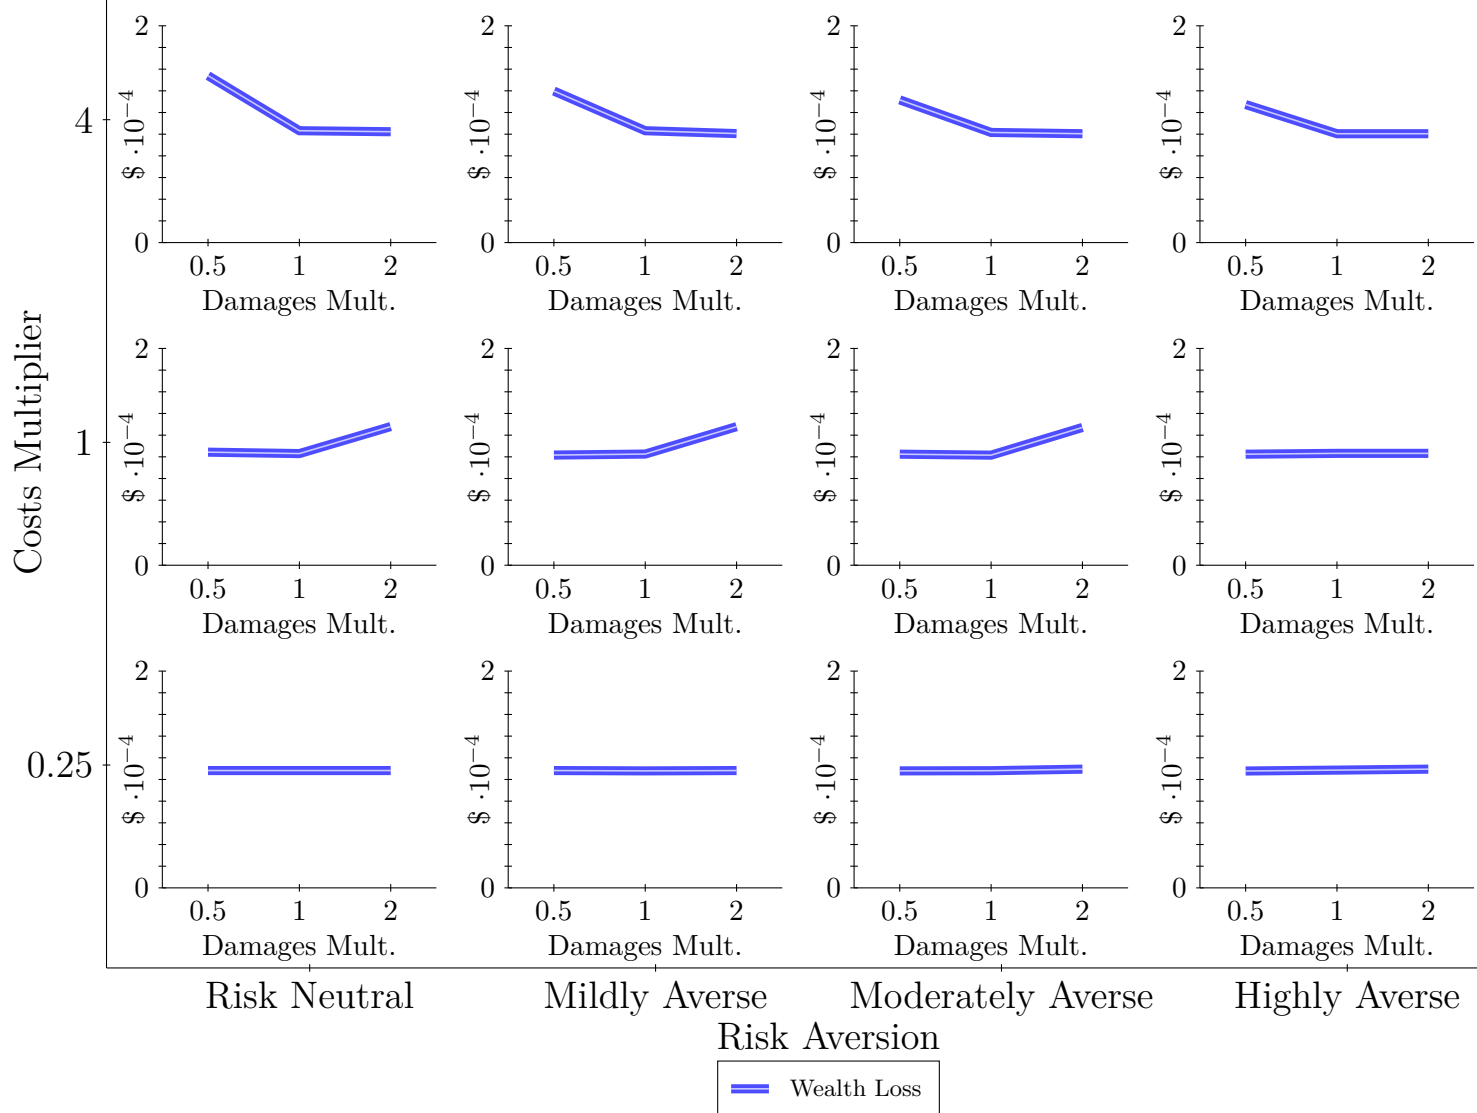 Costs Multiplier
4
2
0
$ ·10⁻⁴
0.5 1 2
Damages Mult.
2
0
$ ·10⁻⁴
0.5 1 2
Damages Mult.
2
0
$ ·10⁻⁴
0.5 1 2
Damages Mult.
2
0
$ ·10⁻⁴
0.5 1 2
Damages Mult.
1
2
0
$ ·10⁻⁴
0.5 1 2
Damages Mult.
2
0
$ ·10⁻⁴
0.5 1 2
Damages Mult.
2
0
$ ·10⁻⁴
0.5 1 2
Damages Mult.
2
0
$ ·10⁻⁴
0.5 1 2
Damages Mult.
0.25
2
0
$ ·10⁻⁴
0.5 1 2
Damages Mult.
2
0
$ ·10⁻⁴
0.5 1 2
Damages Mult.
2
0
$ ·10⁻⁴
0.5 1 2
Damages Mult.
2
0
$ ·10⁻⁴
0.5 1 2
Damages Mult.
Risk Neutral
Mildly Averse
Moderately Averse
Highly Averse
Risk Aversion
Wealth Loss